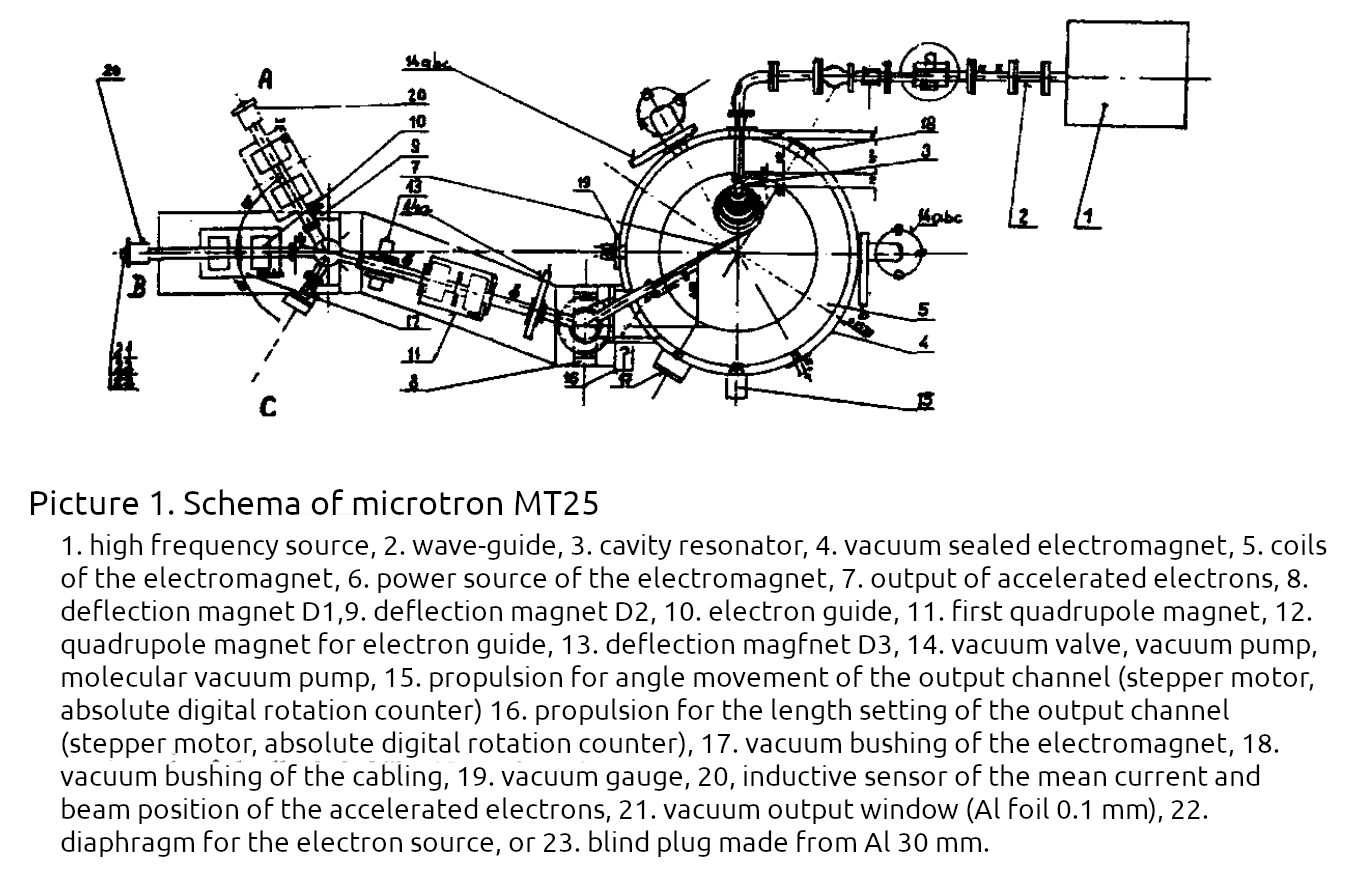 20
A
14abc
20
10
9
7
13
14a
19
18
3
2
1
14abc
B
5
4
12
11
8
16
17
15
C
Picture 1. Schema of microtron MT25
1. high frequency source, 2. wave-guide, 3. cavity resonator, 4. vacuum sealed electromagnet, 5. coils
of the electromagnet, 6. power source of the electromagnet, 7. output of accelerated electrons, 8.
deflection magnet D1,9. deflection magnet D2, 10. electron guide, 11. first quadrupole magnet, 12.
quadrupole magnet for electron guide, 13. deflection magfnet D3, 14. vacuum valve, vacuum pump,
molecular vacuum pump, 15. propulsion for angle movement of the output channel (stepper motor,
absolute digital rotation counter) 16. propulsion for the length setting of the output channel
(stepper motor, absolute digital rotation counter), 17. vacuum bushing of the electromagnet, 18.
vacuum bushing of the cabling, 19. vacuum gauge, 20, inductive sensor of the mean current and
beam position of the accelerated electrons, 21. vacuum output window (Al foil 0.1 mm), 22.
diaphragm for the electron source, or 23. blind plug made from Al 30 mm.